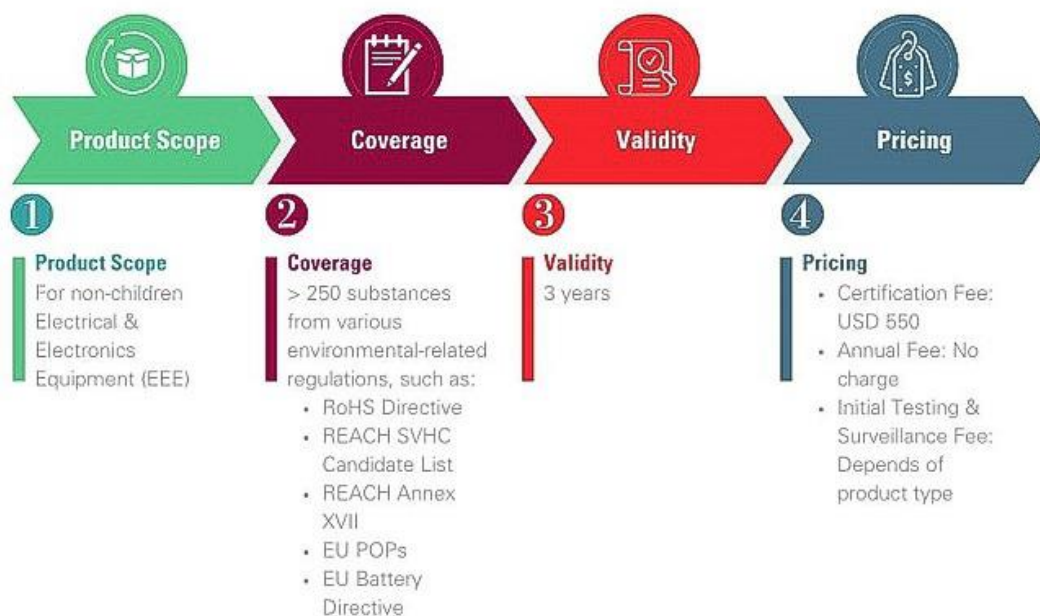 Product Scope
Coverage
Validity
$
Pricing
1
Product Scope
For non-children
Electrical &
Electronics
Equipment (EEE)
2
Coverage
> 250 substances
from various
environmental-related
regulations, such as:
• RoHS Directive
• REACH SVHC
Candidate List
• REACH Annex
XVII
• EU POPs
• EU Battery
Directive
3
Validity
3 years
4
Pricing
• Certification Fee:
USD 550
• Annual Fee: No
charge
• Initial Testing &
Surveillance Fee:
Depends of
product type